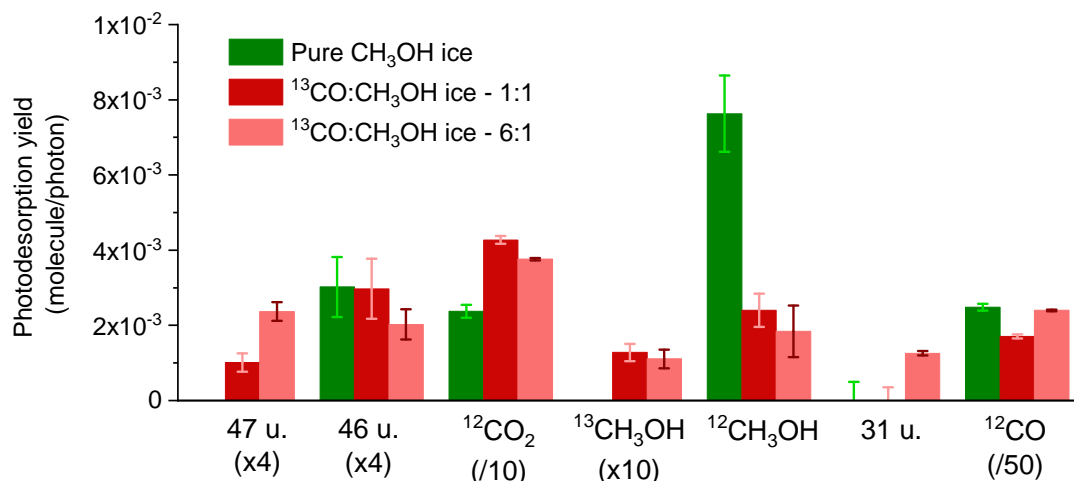 1x10⁻²
8x10⁻³
6x10⁻³
4x10⁻³
2x10⁻³
0
Photodesorption yield
(molecule/photon)
Pure CH₃OH ice
¹³CO:CH₃OH ice - 1:1
¹³CO:CH₃OH ice - 6:1
47 u. 46 u. ¹²CO₂ ¹³CH₃OH ¹²CH₃OH 31 u. ¹²CO
(x4) (x4) (/10) (x10) (/50)